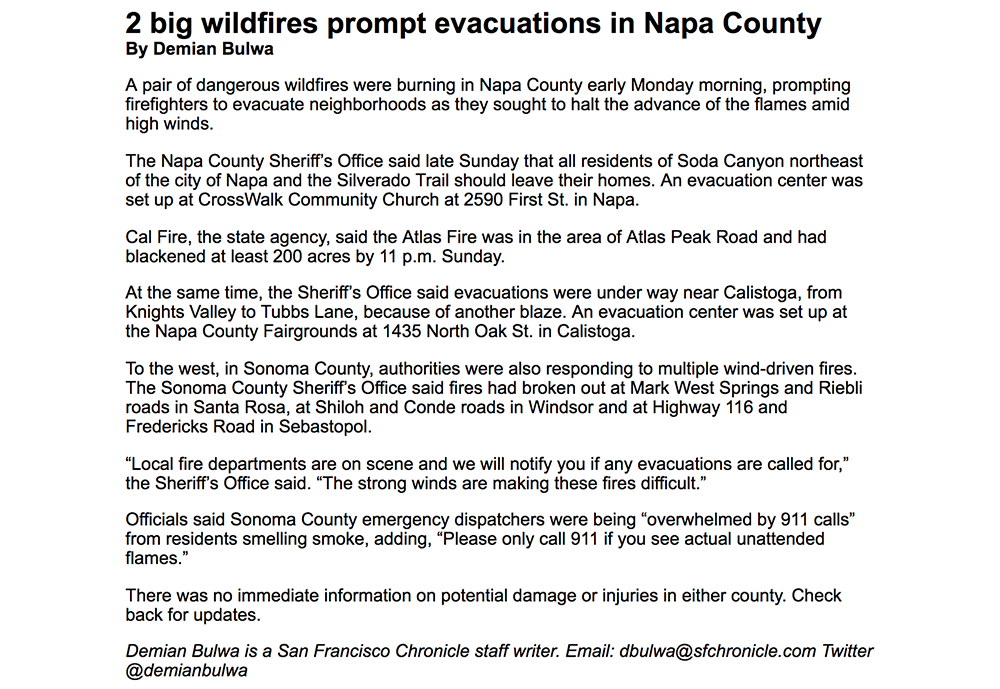 2 big wildfires prompt evacuations in Napa County
By Demian Bulwa
A pair of dangerous wildfires were burning in Napa County early Monday morning, prompting
firefighters to evacuate neighborhoods as they sought to halt the advance of the flames amid
high winds.
The Napa County Sheriff’s Office said late Sunday that all residents of Soda Canyon northeast
of the city of Napa and the Silverado Trail should leave their homes. An evacuation center was
set up at CrossWalk Community Church at 2590 First St. in Napa.
Cal Fire, the state agency, said the Atlas Fire was in the area of Atlas Peak Road and had
blackened at least 200 acres by 11 p.m. Sunday.
At the same time, the Sheriff’s Office said evacuations were under way near Calistoga, from
Knights Valley to Tubbs Lane, because of another blaze. An evacuation center was set up at
the Napa County Fairgrounds at 1435 North Oak St. in Calistoga.
To the west, in Sonoma County, authorities were also responding to multiple wind-driven fires.
The Sonoma County Sheriff’s Office said fires had broken out at Mark West Springs and Riebli
roads in Santa Rosa, at Shiloh and Conde roads in Windsor and at Highway 116 and
Fredericks Road in Sebastopol.
“Local fire departments are on scene and we will notify you if any evacuations are called for,”
the Sheriff’s Office said. “The strong winds are making these fires difficult.”
Officials said Sonoma County emergency dispatchers were being “overwhelmed by 911 calls”
from residents smelling smoke, adding, “Please only call 911 if you see actual unattended
flames.”
There was no immediate information on potential damage or injuries in either county. Check
back for updates.
Demian Bulwa is a San Francisco Chronicle staff writer. Email: dbulwa@sfchronicle.com Twitter
@demianbulwa